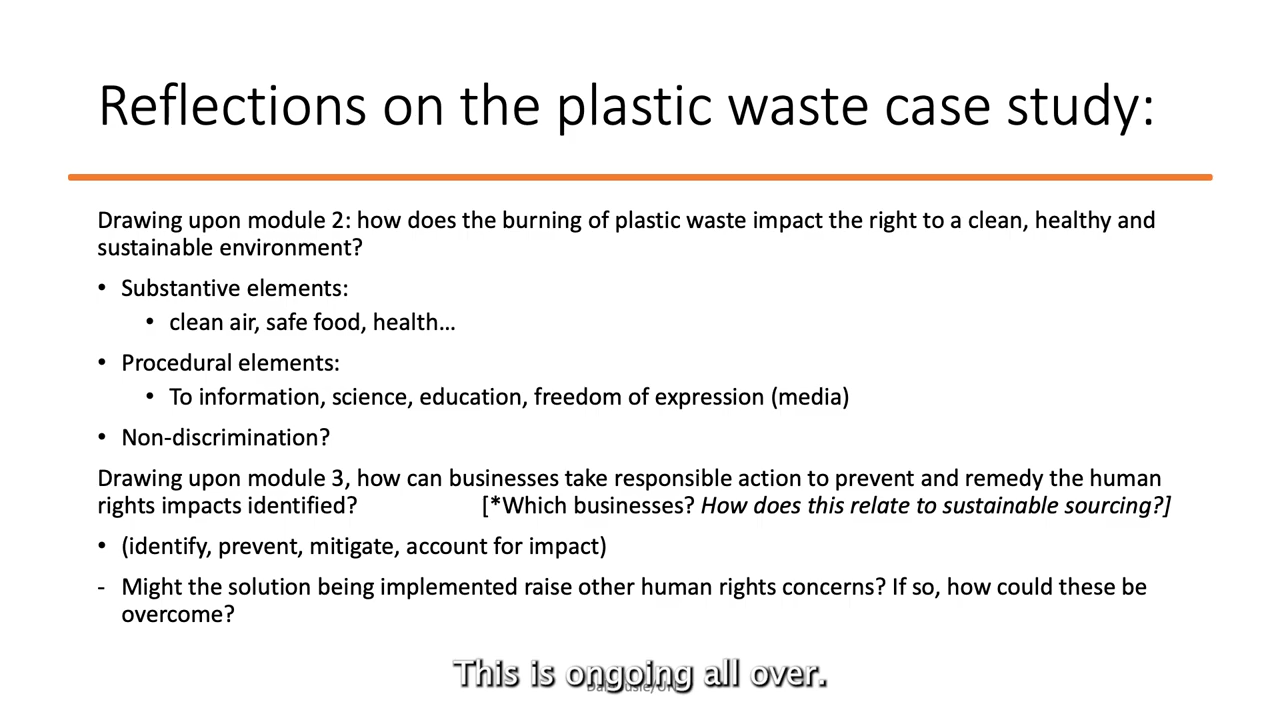 Reflections on the plastic waste case study:
Drawing upon module 2: how does the burning of plastic waste impact the right to a clean, healthy and
sustainable environment?
• Substantive elements:
• clean air, safe food, health...
• Procedural elements:
• To information, science, education, freedom of expression (media)
• Non-discrimination?
Drawing upon module 3, how can businesses take responsible action to prevent and remedy the human
rights impacts identified? [*Which businesses? How does this relate to sustainable sourcing?]
• (identify, prevent, mitigate, account for impact)
- Might the solution being implemented raise other human rights concerns? If so, how could these be
overcome?
This is ongoing all over.